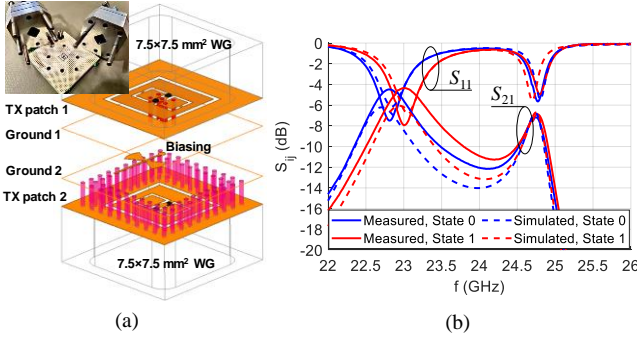 7.5×7.5 mm² WG
TX patch 1
Ground 1
Biasing
Ground 2
TX patch 2
7.5×7.5 mm² WG
(a)
S_ij (dB)
0
-2
-4
-6
-8
-10
-12
-14
-16
-18
-20
S₁₁
S₂₁
Measured, State 0 Simulated, State 0
Measured, State 1 Simulated, State 1
22 22.5 23 23.5 24 24.5 25 25.5 26
f (GHz)
(b)